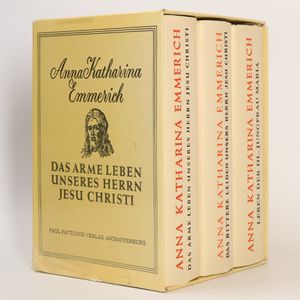 Anna Katharina
Emmerich
DAS ARME LEBEN
UNSERES HERRN
JESU CHRISTI
PAUL PATTLOCH VERLAG ASCHAFFENBURG
ANNA KATHARINA EMMERICH
DAS ARME LEBEN UNSERES HERRN JESU CHRISTI
ANNA KATHARINA EMMERICH
DAS BITTERE LEIDEN UNSERS HERRN JESU CHRISTI
ANNA KATHARINA EMMERICH
LEBEN DER HL. JUNGFRAU MARIA